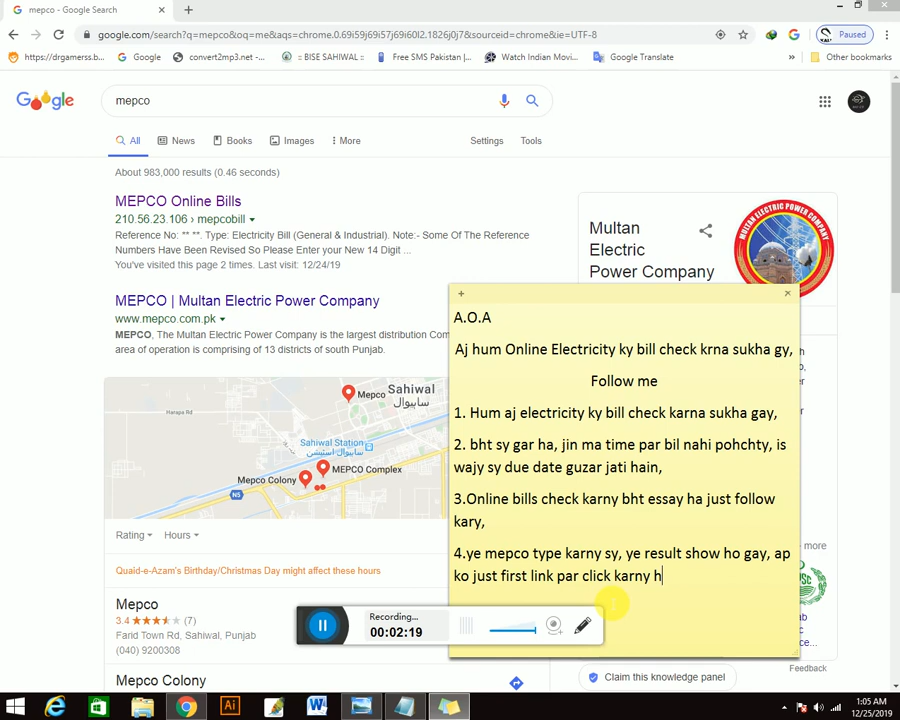 mepco - Google Search
google.com/search?q=mepco&oq=me&aqs=chrome.0.69i59j69i57j69i60l2.1826j0j7&sourceid=chrome&ie=UTF-8
Paused
https://drgamerss.b...
Google
convert2mp3.net -...
.:: BISE SAHIWAL ::.
Free SMS Pakistan |...
Watch Indian Movi...
Google Translate
»
Other bookmarks
Google
mepco
All
News
Books
Images
More
Settings
Tools
About 983,000 results (0.46 seconds)
MEPCO Online Bills
210.56.23.106 › mepcobill
Reference No: ** **. Type: Electricity Bill (General & Industrial). Note:- Some Of The Reference
Numbers Have Been Revised So Please Enter your New 14 Digit ...
You've visited this page 2 times. Last visit: 12/24/19
MEPCO | Multan Electric Power Company
www.mepco.com.pk
MEPCO, The Multan Electric Power Company is the largest distribution Com
area of operation is comprising of 13 districts of south Punjab.
Multan
Electric
Power Company
MULTAN ELECTRIC POWER COMPANY
Harapa Rd
Mepco
Sahiwal
ساہیوال
Sahiwal Station
ساہیوال اسٹیشن
MEPCO Complex
Mepco Colony
N5
Rating
Hours
Quaid-e-Azam's Birthday/Christmas Day might affect these hours
Mepco
3.4
(7)
Farid Town Rd, Sahiwal, Punjab
(040) 9200308
Mepco Colony
A.O.A
Aj hum Online Electricity ky bill check krna sukha gy,
Follow me
1. Hum aj electricity ky bill check karna sukha gay,
2. bht sy gar ha, jin ma time par bil nahi pohchty, is
wajy sy due date guzar jati hain,
3.Online bills check karny bht essay ha just follow
kary,
4.ye mepco type karny sy, ye result show ho gay, ap
ko just first link par click karny h
more
Claim this knowledge panel
Feedback
Recording...
00:02:19
1:05 AM
12/25/2019